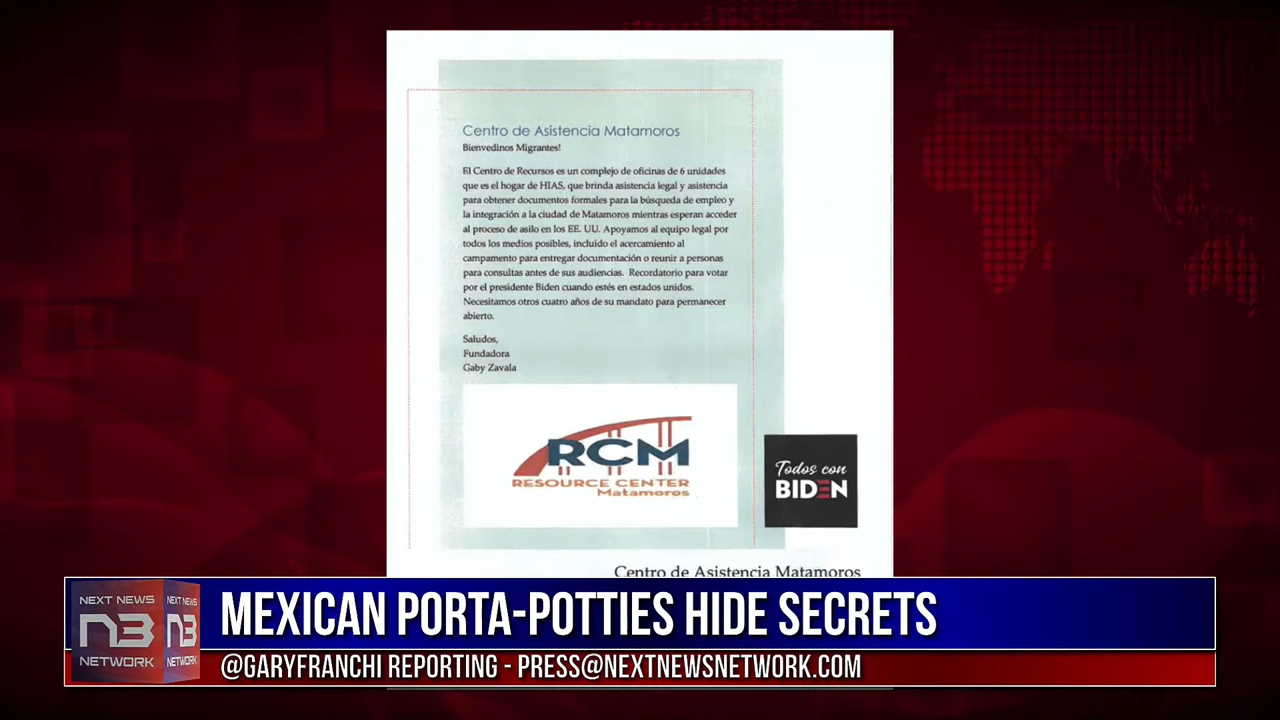 Centro de Asistencia Matamoros
Bienvedinos Migrantes!
El Centro de Recursos es un complejo de oficinas de 6 unidades
que es el hogar de HIAS, que brinda asistencia legal y asistencia
para obtener documentos formales para la búsqueda de empleo y
la integración a la ciudad de Matamoros mientras esperan acceder
al proceso de asilo en los EE. UU. Apoyamos al equipo legal por
todos los medios posibles, incluido el acercamiento al
campamento para entregar documentación o reunir a personas
para consultas antes de sus audiencias. Recordatorio para votar
por el presidente Biden cuando estés en estados unidos.
Necesitamos otros cuatro años de su mandato para permanecer
abierto.
Saludos,
Fundadora
Gaby Zavala
RCM
RESOURCE CENTER
Matamoros
Todos con
BIDEN
Centro de Asistencia Matamoros
NEXT NEWS
N3
NETWORK
NEXT NEWS
N3
NETWORK
MEXICAN PORTA-POTTIES HIDE SECRETS
@GARYFRANCHI REPORTING - PRESS@NEXTNEWSNETWORK.COM